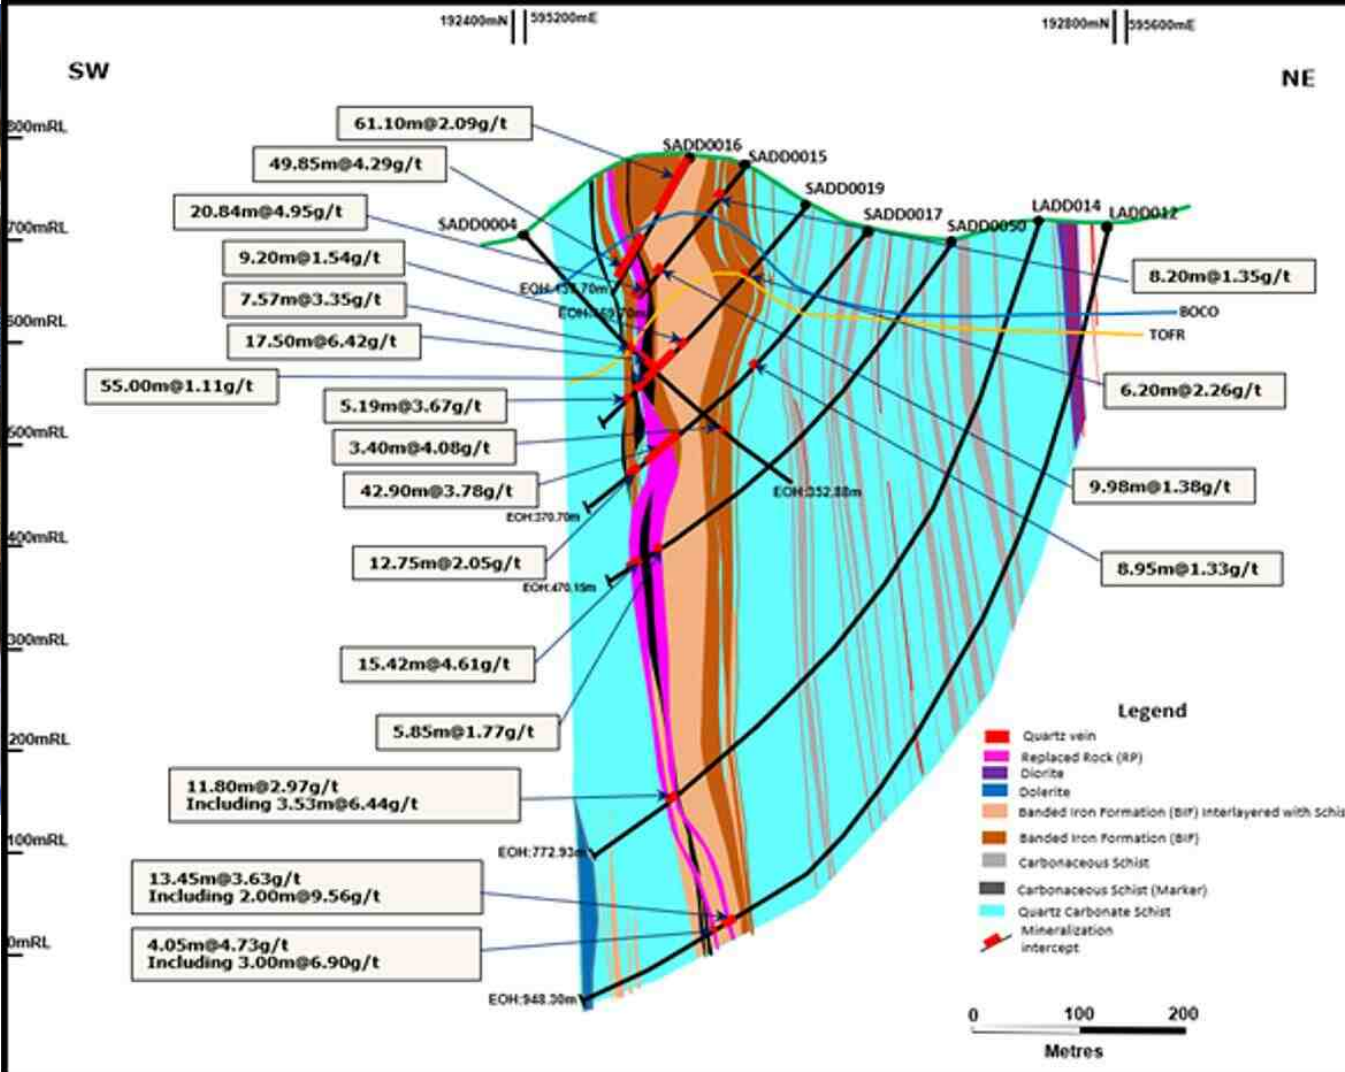 192400mN
595200mE
192800mN
595600mE
SW
NE
800mRL
700mRL
600mRL
500mRL
400mRL
300mRL
200mRL
100mRL
0mRL
61.10m@2.09g/t
49.85m@4.29g/t
20.84m@4.95g/t
9.20m@1.54g/t
7.57m@3.35g/t
17.50m@6.42g/t
55.00m@1.11g/t
5.19m@3.67g/t
3.40m@4.08g/t
42.90m@3.78g/t
12.75m@2.05g/t
15.42m@4.61g/t
5.85m@1.77g/t
11.80m@2.97g/t
Including 3.53m@6.44g/t
13.45m@3.63g/t
Including 2.00m@9.56g/t
4.05m@4.73g/t
Including 3.00m@6.90g/t
SADD0004
SADD0016
SADD0015
SADD0019
SADD0017
SADD0050
LADD014
LADD012
8.20m@1.35g/t
BOCO
TOFR
6.20m@2.26g/t
9.98m@1.38g/t
8.95m@1.33g/t
EOH:352.88m
EOH:370.70m
EOH:470.15m
EOH:772.93m
EOH:948.30m
Legend
Quartz vein
Replaced Rock (RP)
Diorite
Dolerite
Banded Iron Formation (BIF) Interlayered with Schis
Banded Iron Formation (BIF)
Carbonaceous Schist
Carbonaceous Schist (Marker)
Quartz Carbonate Schist
Mineralization
intercept
0 100 200
Metres